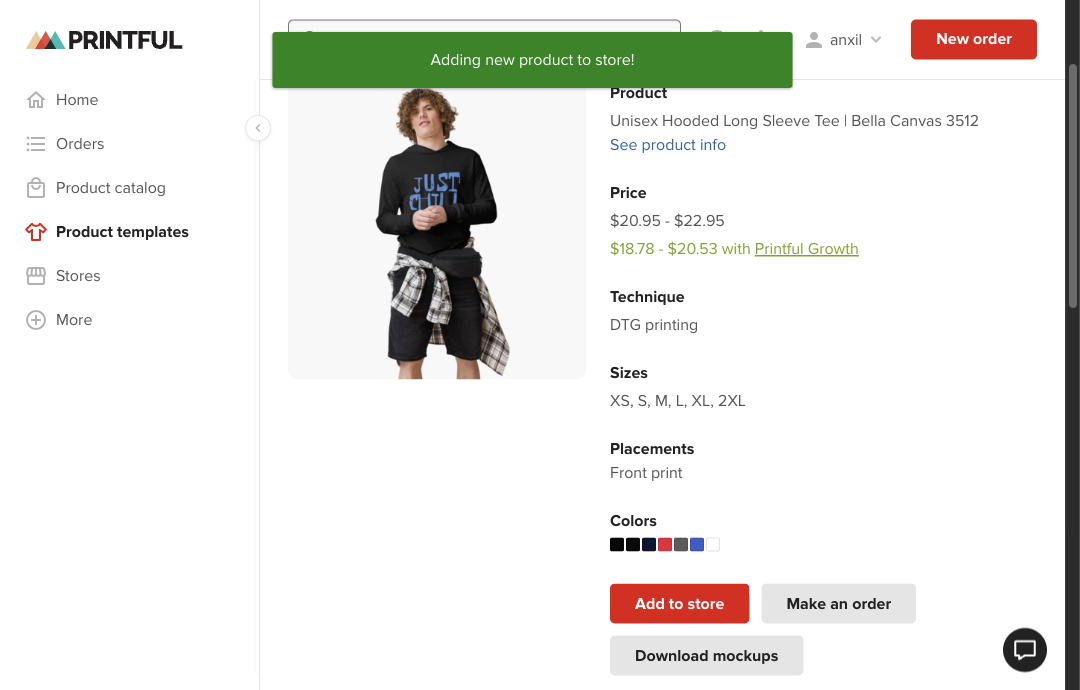 PRINTFUL
Adding new product to store!
anxil
New order
Home
Orders
Product catalog
Product templates
Stores
More
JUST
CHILL
Product
Unisex Hooded Long Sleeve Tee | Bella Canvas 3512
See product info
Price
$20.95 - $22.95
$18.78 - $20.53 with Printful Growth
Technique
DTG printing
Sizes
XS, S, M, L, XL, 2XL
Placements
Front print
Colors
Add to store
Make an order
Download mockups